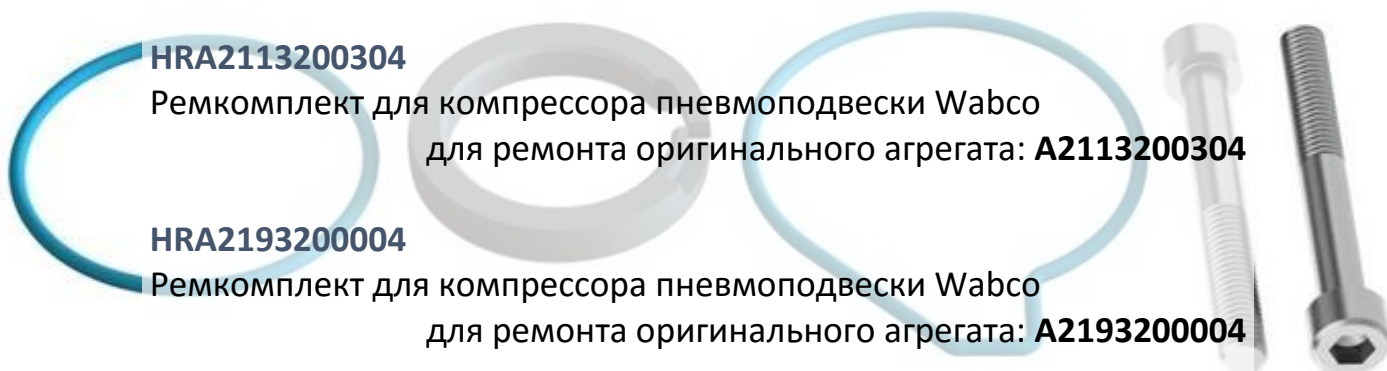 HRA2113200304
Ремкомплект для компрессора пневмоподвески Wabco
для ремонта оригинального агрегата: A2113200304
HRA2193200004
Ремкомплект для компрессора пневмоподвески Wabco
для ремонта оригинального агрегата: A2193200004